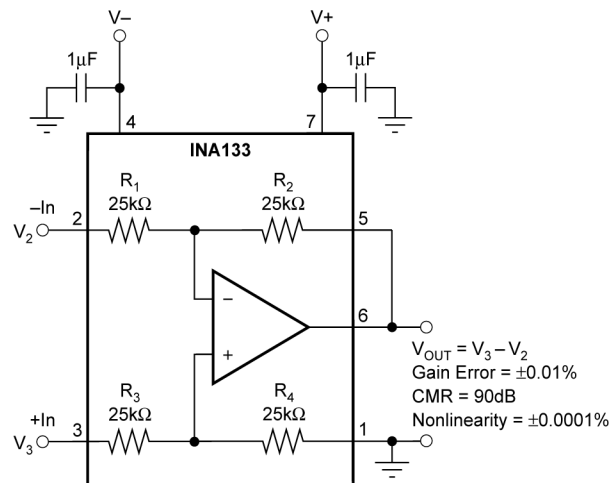 V– V+
1µF 1µF
4 7
INA133
R1 R2
–In 25kΩ 25kΩ
2 5
V2
−
6
+
VOUT = V3 – V2
Gain Error = ±0.01%
CMR = 90dB
Nonlinearity = ±0.0001%
R3 R4
+In 25kΩ 25kΩ
3 1
V3